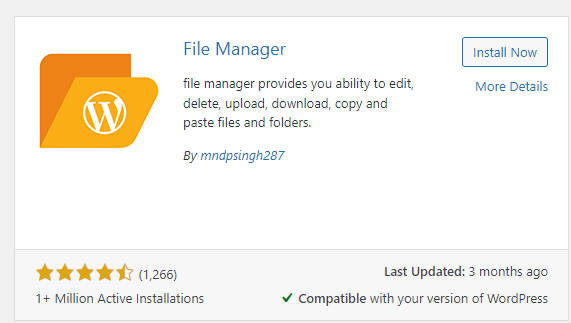 File Manager
Install Now
file manager provides you ability to edit,
delete, upload, download, copy and
paste files and folders.
More Details
By mndpsingh287
(1,266)
Last Updated: 3 months ago
1+ Million Active Installations
Compatible with your version of WordPress